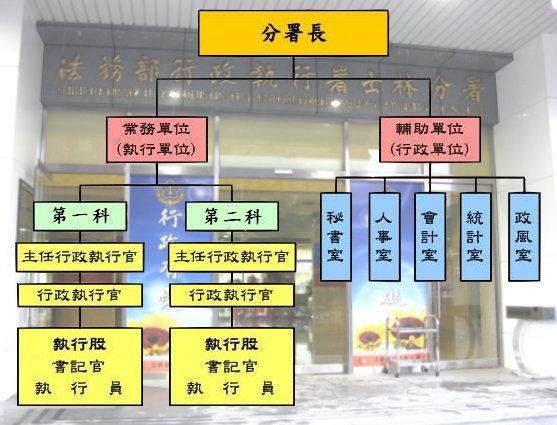 分署長
法務部行政執行署士林分署
業務單位
(執行單位)
輔助單位
(行政單位)
第一科
第二科
秘書室
人事室
會計室
統計室
政風室
主任行政執行官
主任行政執行官
行政執行官
行政執行官
執行股
書記官
執行員
執行股
書記官
執行員